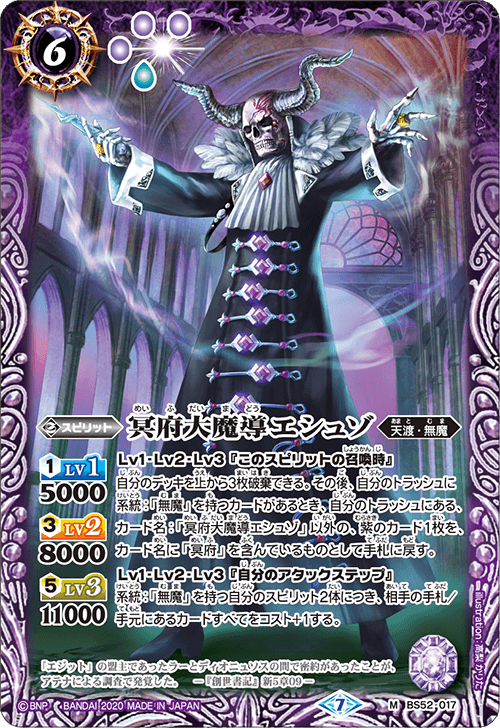 6
スピリット
冥府大魔導エシュゾ
天渡・無魔
1 LV1
5000
3 LV2
8000
5 LV3
11000
Lv1・Lv2・Lv3『このスピリットの召喚時』
自分のデッキを上から3枚破棄できる。その後、自分のトラッシュに
系統：「無魔」を持つカードがあるとき、自分のトラッシュにある、
カード名：「冥府大魔導エシュゾ」以外の、紫のカード1枚を、
カード名に「冥府」を含んでいるものとして手札に戻す。
Lv1・Lv2・Lv3『自分のアタックステップ』
系統：「無魔」を持つ自分のスピリット2体につき、相手の手札/
手元にあるカードすべてをコスト+1する。
「エジット」の盟主であったラーとディオニュソスの間で密約があったことが、
アテナによる調査で発覚した。 ―『創世書記』新5章09―
©BNP・BANDAI 2020 MADE IN JAPAN
7
M BS52-017